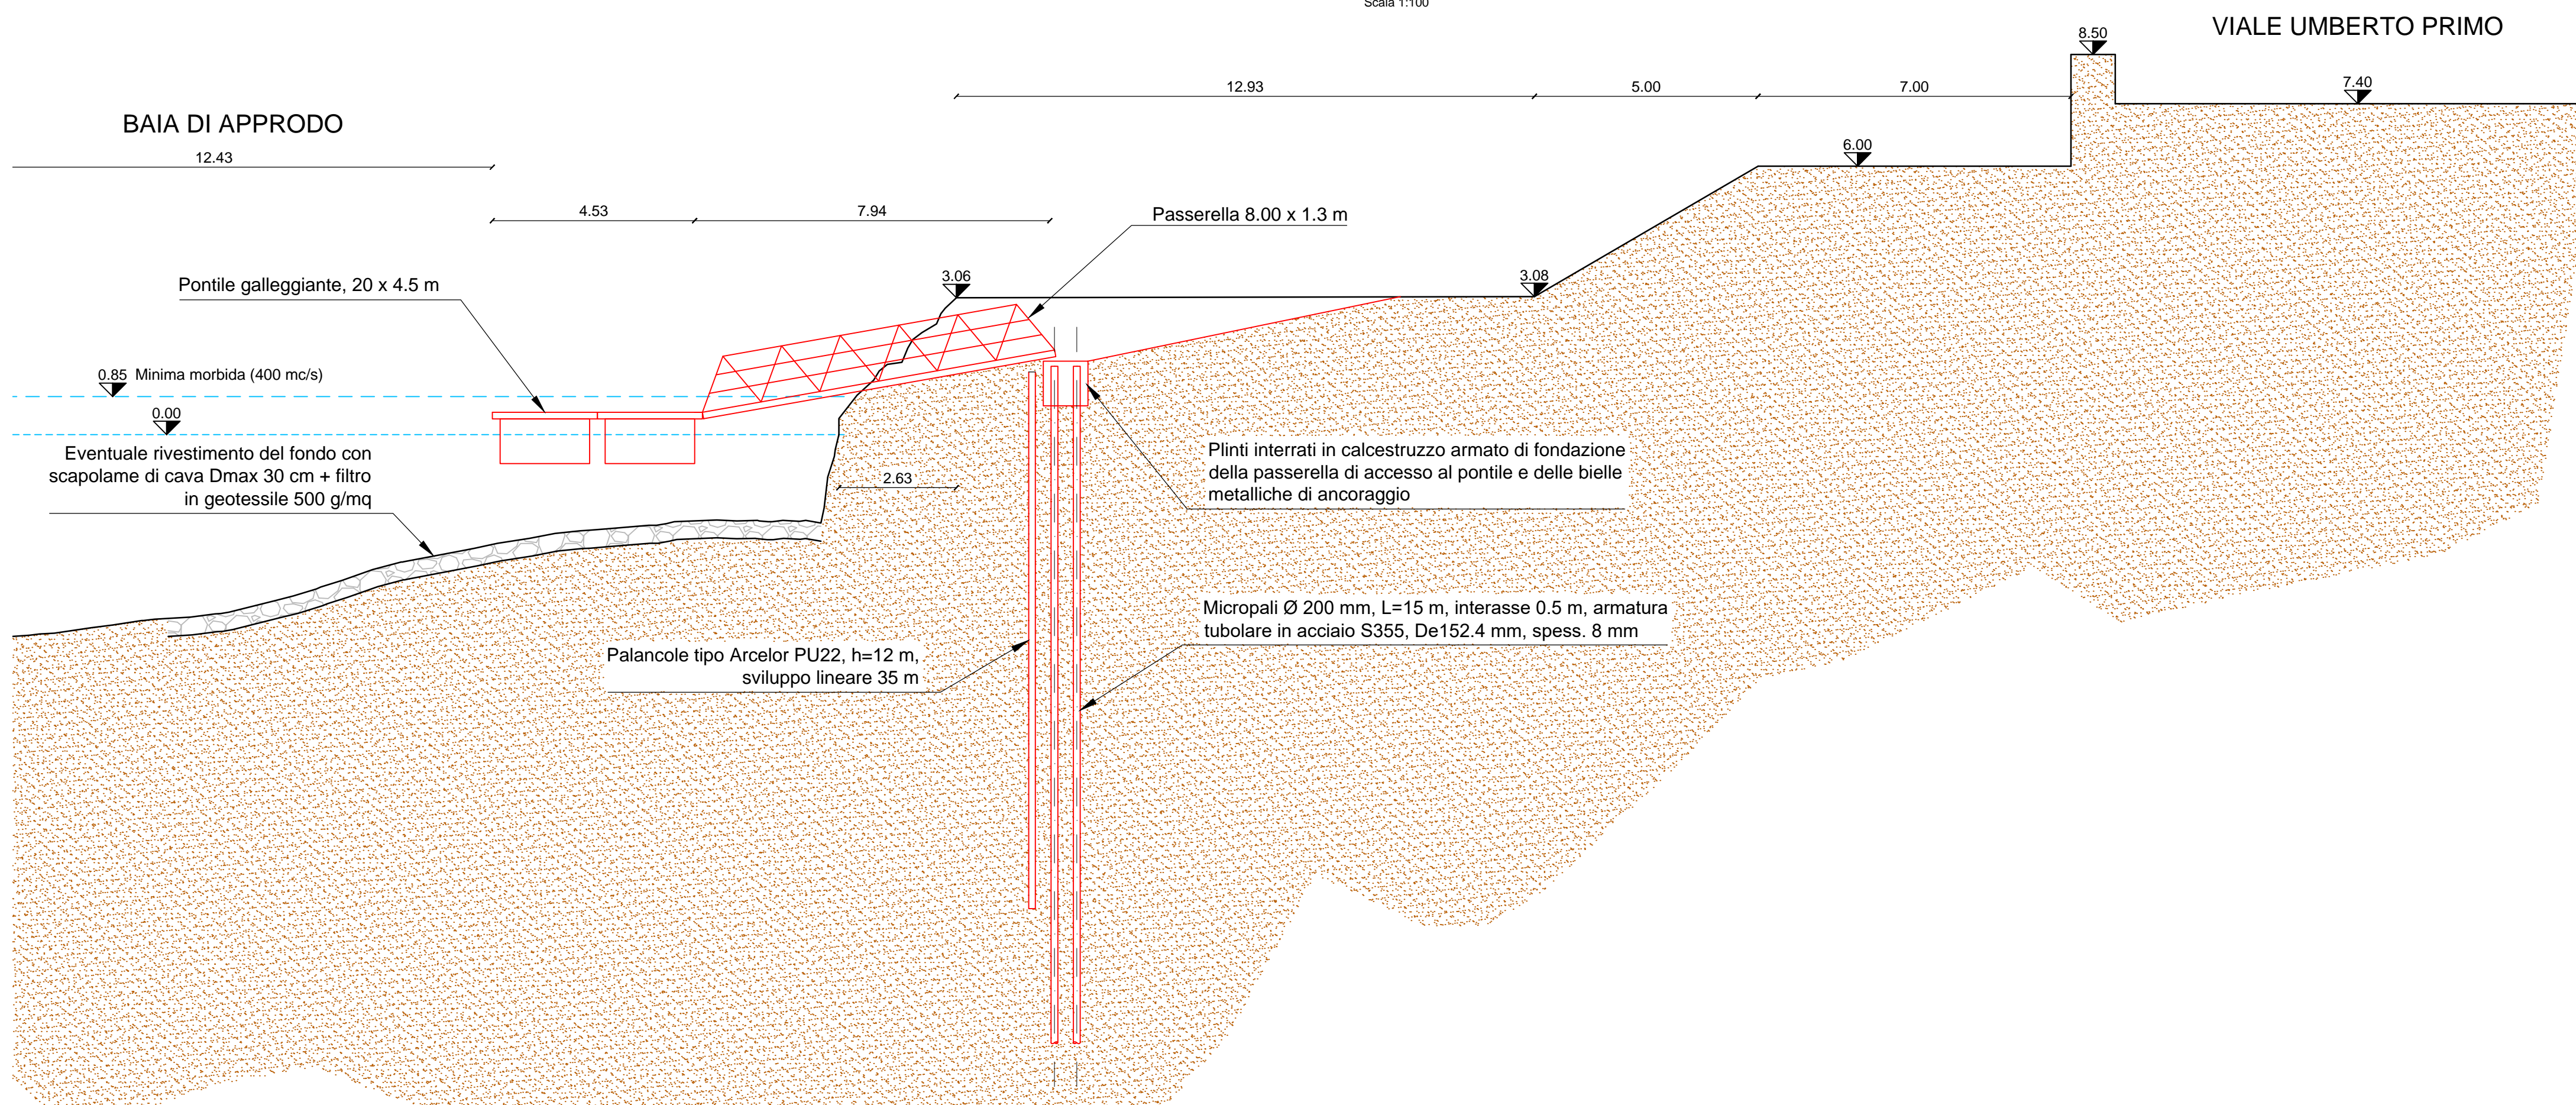 Scala 1:100
VIALE UMBERTO PRIMO
8.50
7.40
12.93
5.00
7.00
BAIA DI APPRODO
12.43
6.00
4.53
7.94
Passerella 8.00 x 1.3 m
Pontile galleggiante, 20 x 4.5 m
3.06
3.08
0.85
Minima morbida (400 mc/s)
0.00
Eventuale rivestimento del fondo con
scapolame di cava Dmax 30 cm + filtro
in geotessile 500 g/mq
2.63
Plinti interrati in calcestruzzo armato di fondazione
della passerella di accesso al pontile e delle bielle
metalliche di ancoraggio
Micropali Ø 200 mm, L=15 m, interasse 0.5 m, armatura
tubolare in acciaio S355, De152.4 mm, spess. 8 mm
Palancole tipo Arcelor PU22, h=12 m,
sviluppo lineare 35 m